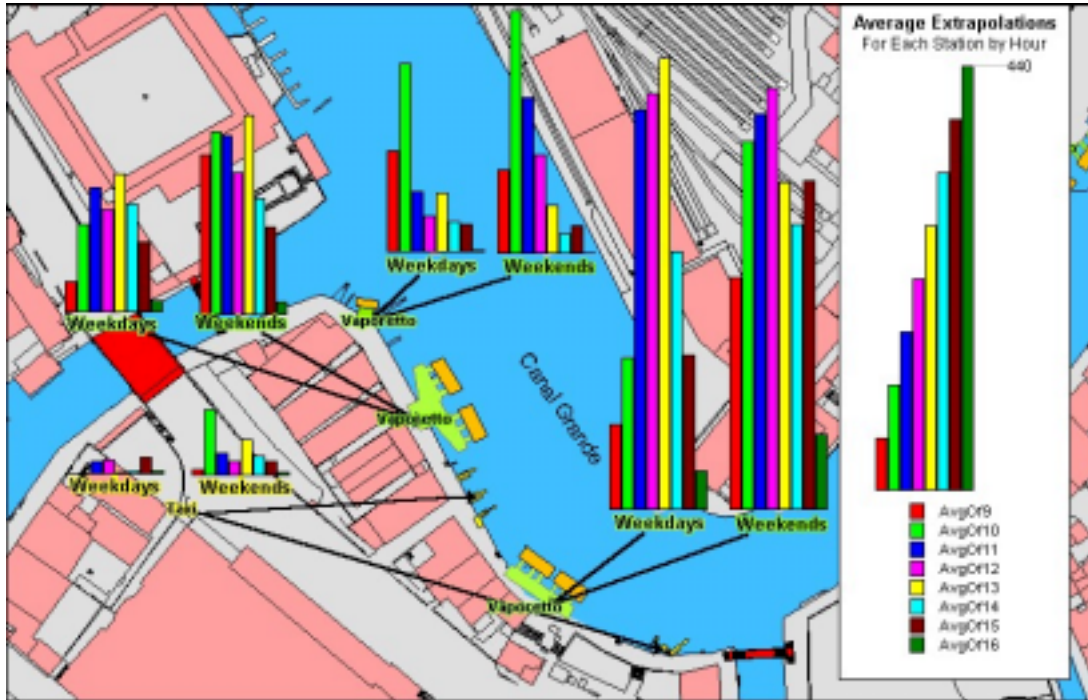 Average Extrapolations
For Each Station by Hour
440
Weekdays
Weekends
Weekdays
Weekends
Vaporetto
Canal Grande
Vaporetto
Weekdays
Weekends
Taxi
Weekdays
Weekends
Vaporetto
AvgOf9
AvgOf10
AvgOf11
AvgOf12
AvgOf13
AvgOf14
AvgOf15
AvgOf16